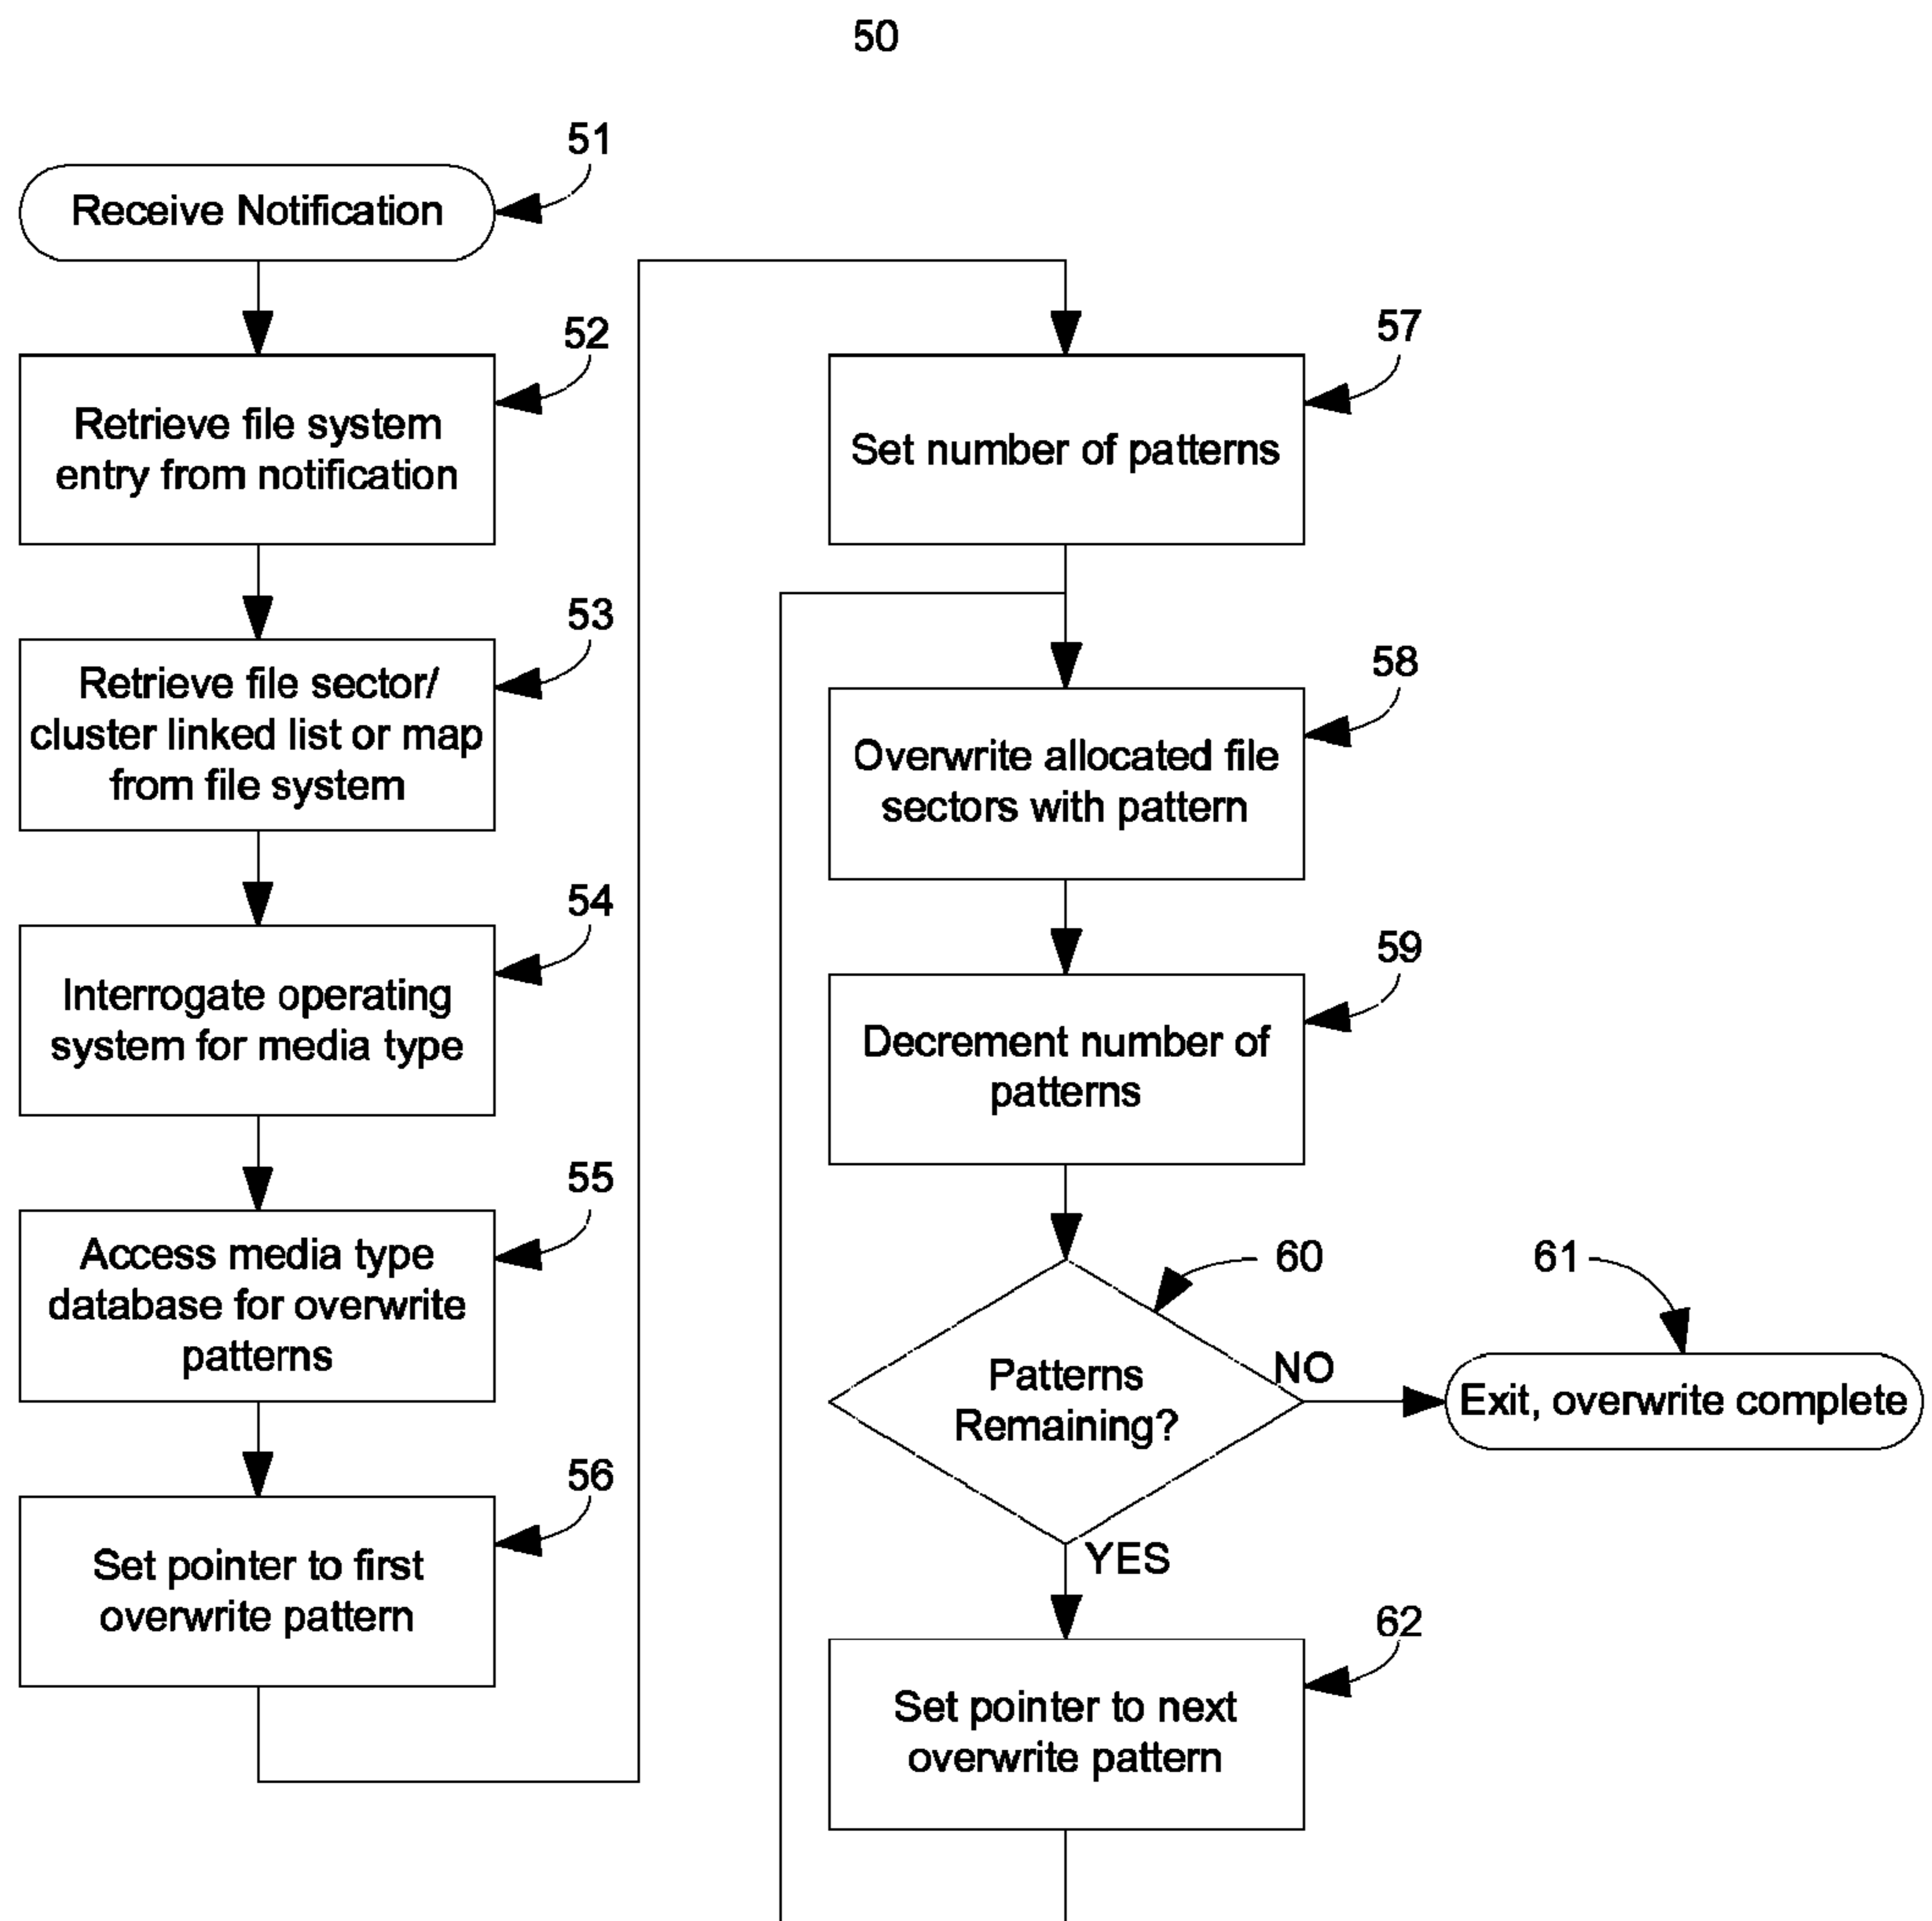 50
51
Receive Notification
52
Retrieve file system
entry from notification
53
Retrieve file sector/
cluster linked list or map
from file system
54
Interrogate operating
system for media type
55
Access media type
database for overwrite
patterns
56
Set pointer to first
overwrite pattern
57
Set number of patterns
58
Overwrite allocated file
sectors with pattern
59
Decrement number of
patterns
60
Patterns
Remaining?
NO
61
Exit, overwrite complete
YES
62
Set pointer to next
overwrite pattern